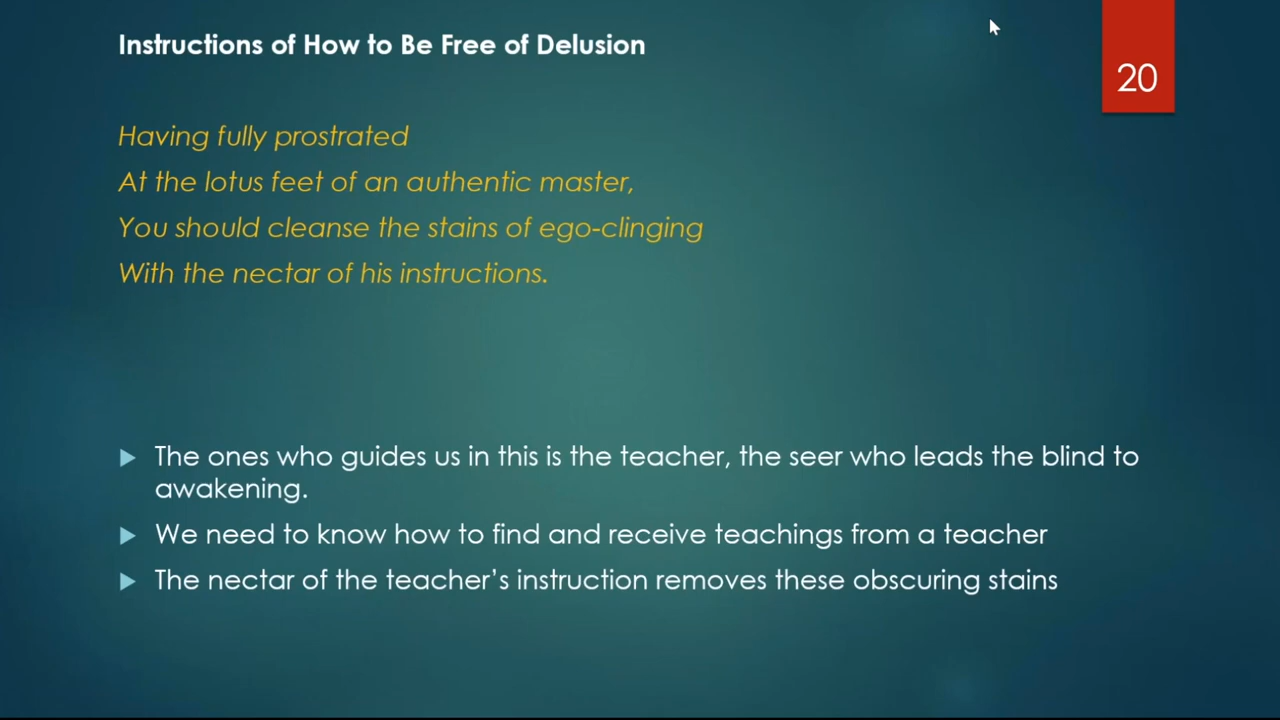 Instructions of How to Be Free of Delusion
20
Having fully prostrated
At the lotus feet of an authentic master,
You should cleanse the stains of ego-clinging
With the nectar of his instructions.
The ones who guides us in this is the teacher, the seer who leads the blind to
awakening.
We need to know how to find and receive teachings from a teacher
The nectar of the teacher’s instruction removes these obscuring stains